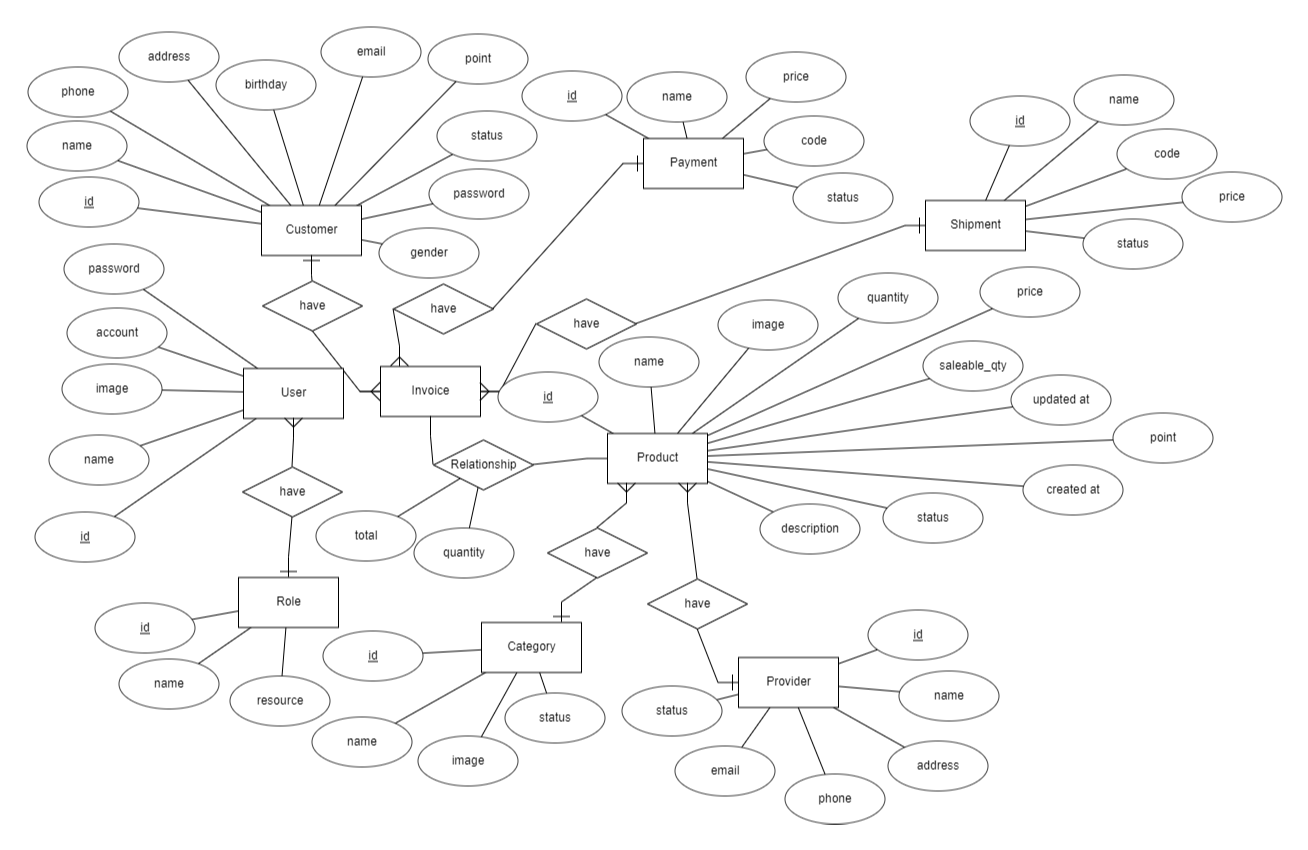 email
address
point
price
birthday
phone
id
name
name
id
status
code
name
code
Payment
password
status
price
id
Customer
Shipment
gender
status
password
price
quantity
have
have
have
image
account
name
saleable_qty
image
User
Invoice
id
updated at
point
name
Product
Relationship
have
created at
id
total
quantity
have
description
status
Role
have
id
name
resource
id
Category
name
image
status
id
Provider
name
status
email
address
phone